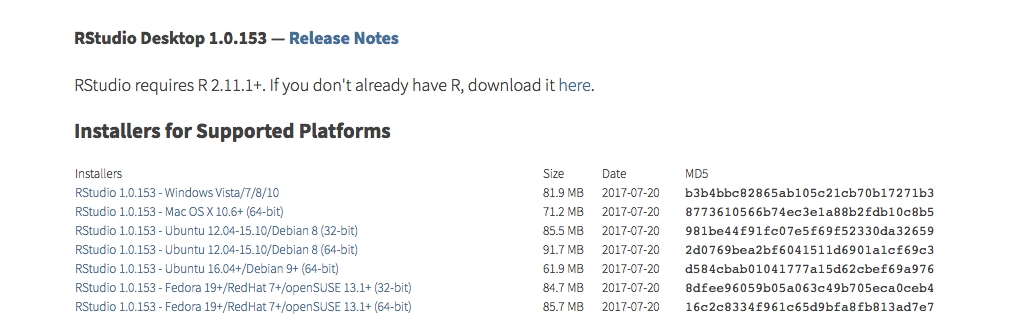 RStudio Desktop 1.0.153 — Release Notes
RStudio requires R 2.11.1+. If you don't already have R, download it here.
Installers for Supported Platforms
Installers Size Date MD5
RStudio 1.0.153 - Windows Vista/7/8/10 81.9 MB 2017-07-20 b3b4bbc82865ab105c21cb70b17271b3
RStudio 1.0.153 - Mac OS X 10.6+ (64-bit) 71.2 MB 2017-07-20 8773610566b74ec3e1a88b2fdb10c8b5
RStudio 1.0.153 - Ubuntu 12.04-15.10/Debian 8 (32-bit) 85.5 MB 2017-07-20 981be44f91fc07e5f69f52330da32659
RStudio 1.0.153 - Ubuntu 12.04-15.10/Debian 8 (64-bit) 91.7 MB 2017-07-20 2d0769bea2bf6041511d6901a1cf69c3
RStudio 1.0.153 - Ubuntu 16.04+/Debian 9+ (64-bit) 61.9 MB 2017-07-20 d584cbab01041777a15d62cbef69a976
RStudio 1.0.153 - Fedora 19+/RedHat 7+/openSUSE 13.1+ (32-bit) 84.7 MB 2017-07-20 8dfee96059b05a063c49b705eca0ceb4
RStudio 1.0.153 - Fedora 19+/RedHat 7+/openSUSE 13.1+ (64-bit) 85.7 MB 2017-07-20 16c2c8334f961c65d9bfa8fb813ad7e7